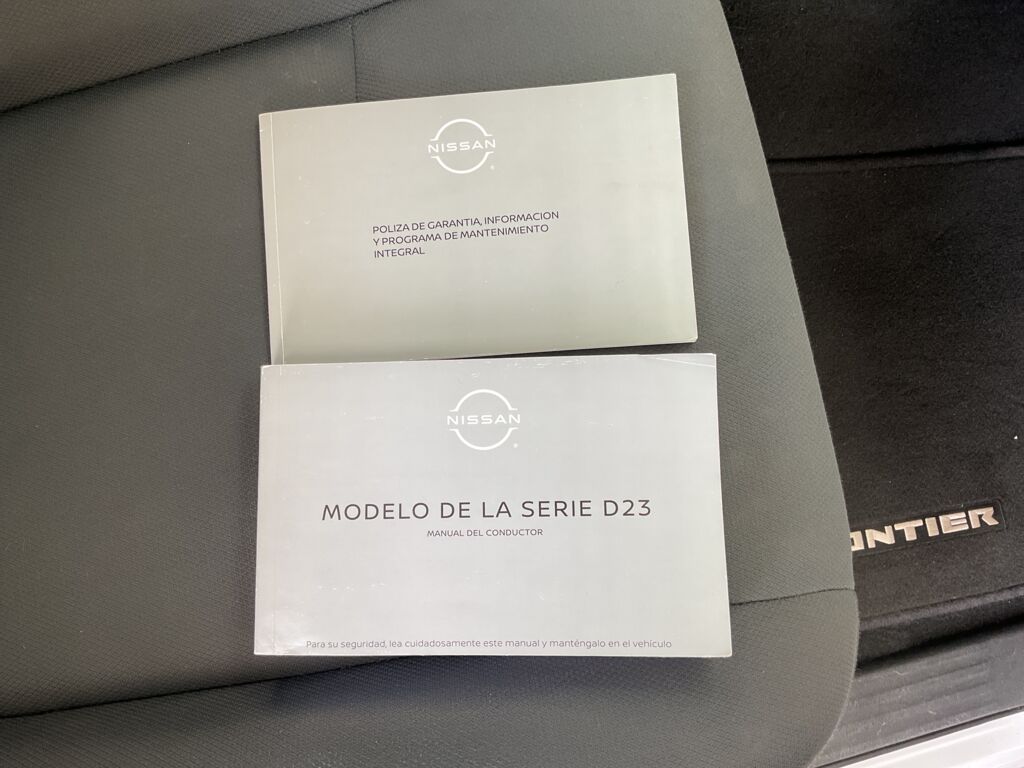 NISSAN
POLIZA DE GARANTIA, INFORMACION
Y PROGRAMA DE MANTENIMIENTO
INTEGRAL
NISSAN
MODELO DE LA SERIE D23
MANUAL DEL CONDUCTOR
ONTIER
Para su seguridad, lea cuidadosamente este manual y manténgalo en el vehículo